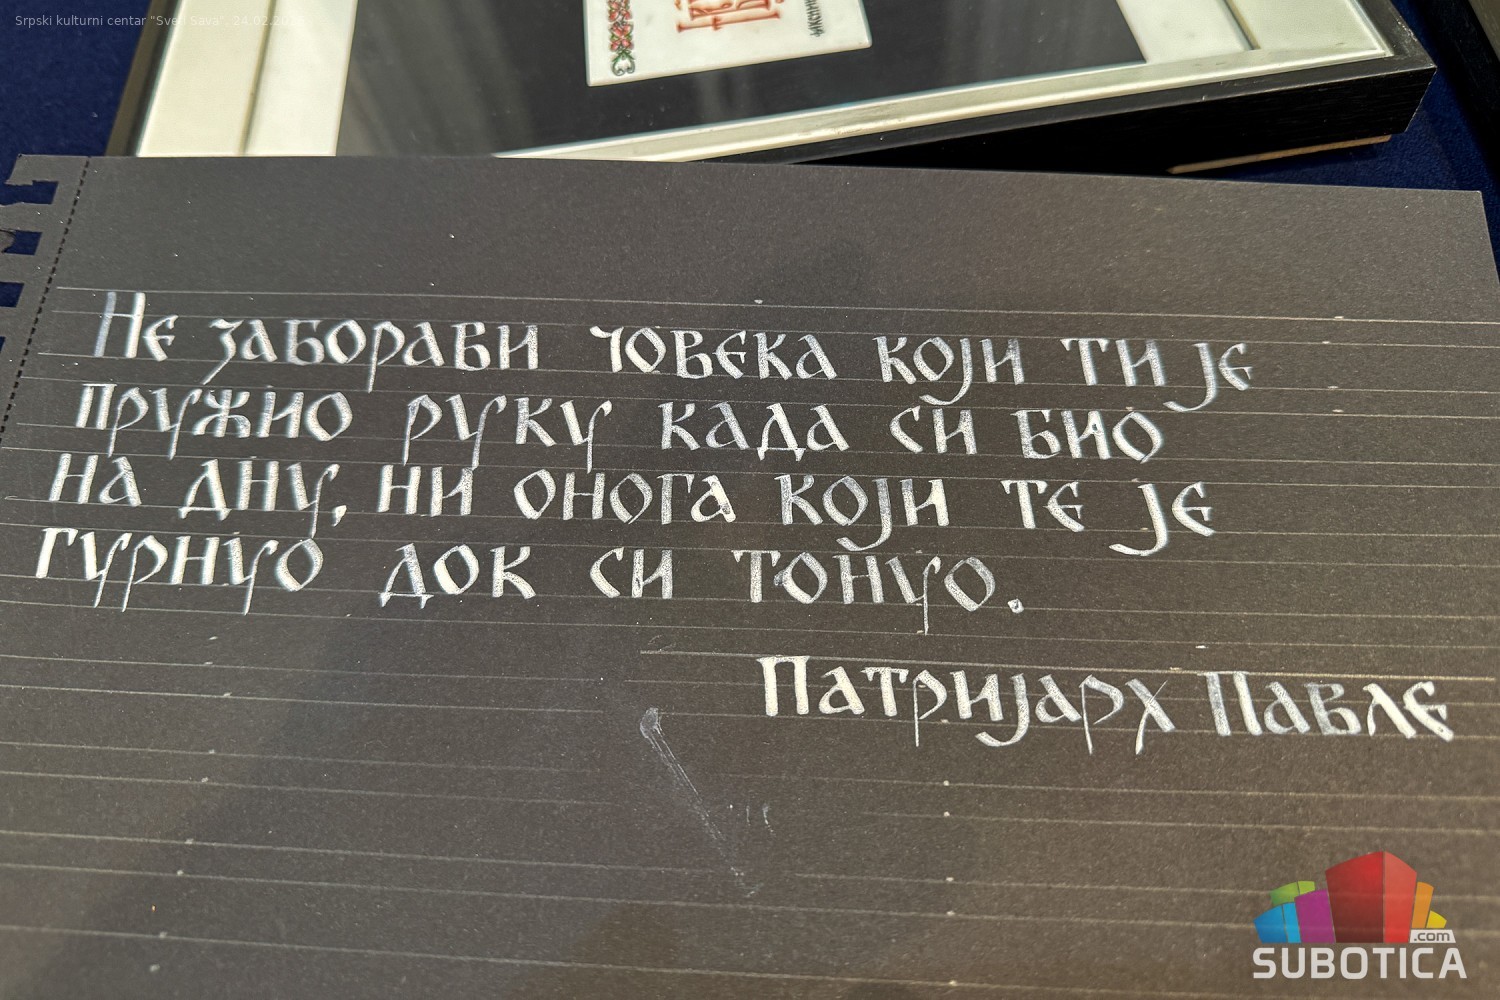 Srpski kulturni centar "Sveti Sava", 24.02.2025
Не заборави човека који ти је
пружио руку када си био
на дну, ни онога који те је
гурнуо док си тонуо.
Патријарх Павле
.com
SUBOTICA